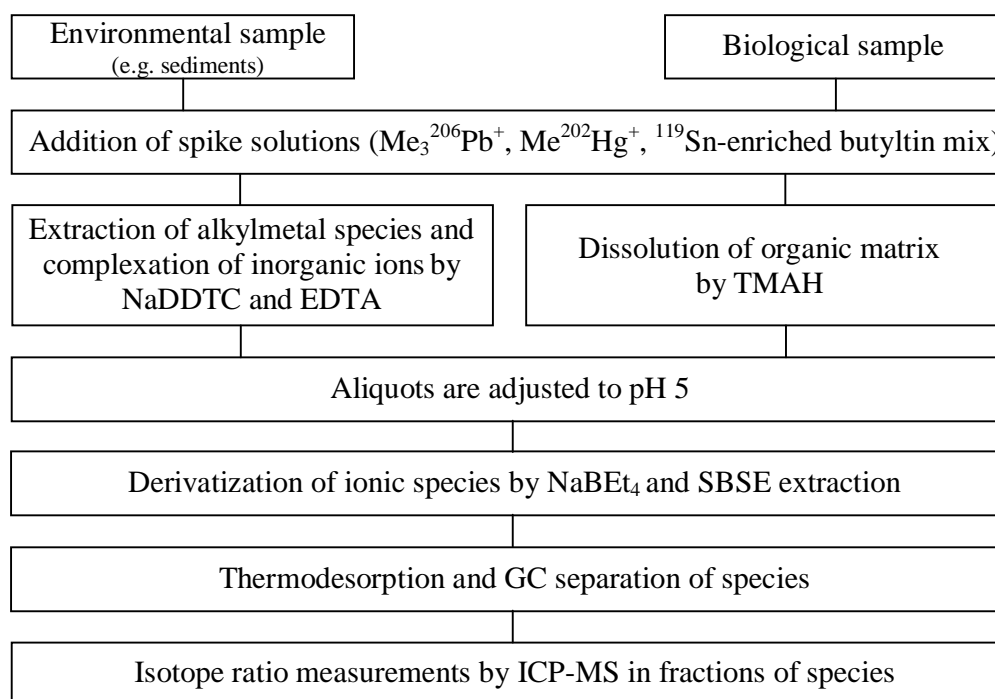 Environmental sample
(e.g. sediments)
Biological sample
Addition of spike solutions (Me₃²⁰⁶Pb⁺, Me²⁰²Hg⁺, ¹¹⁹Sn-enriched butyltin mix)
Extraction of alkylmetal species and
complexation of inorganic ions by
NaDDTC and EDTA
Dissolution of organic matrix
by TMAH
Aliquots are adjusted to pH 5
Derivatization of ionic species by NaBEt₄ and SBSE extraction
Thermodesorption and GC separation of species
Isotope ratio measurements by ICP-MS in fractions of species